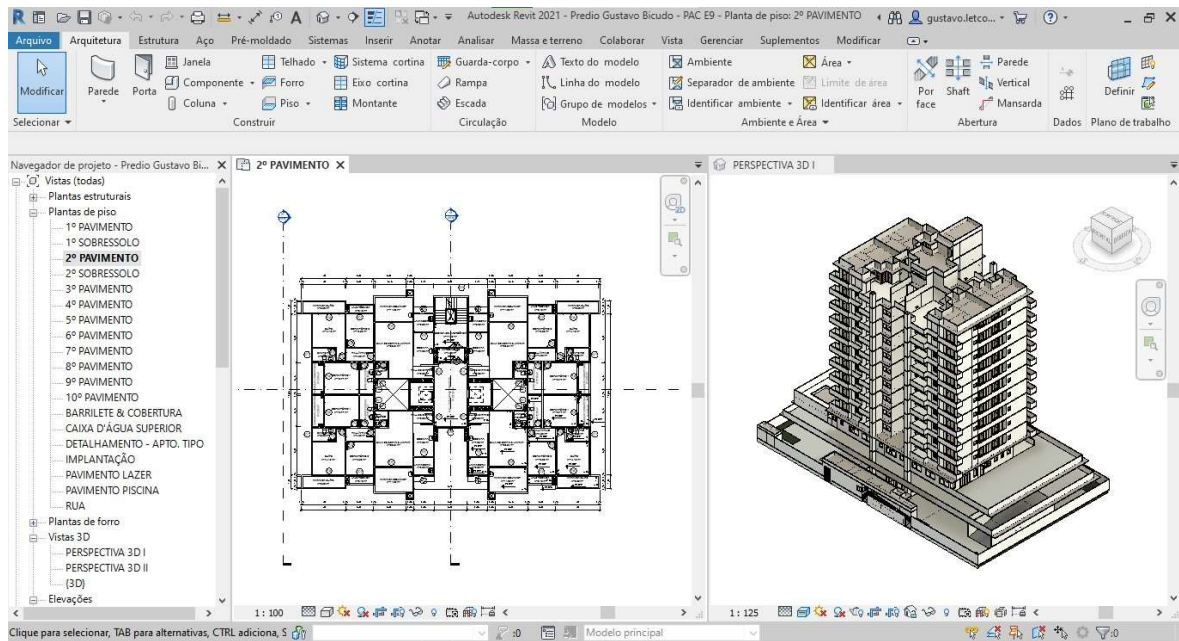 Autodesk Revit 2021 - Predio Gustavo Bicudo - PAC E9 - Planta de piso: 2º PAVIMENTO
gustavo.letco...
Arquivo Arquitetura Estrutura Aço Pré-moldado Sistemas Inserir Anotar Analisar Massa e terreno Colaborar Vista Gerenciar Suplementos Modificar
Modificar
Selecionar
Parede
Porta
Janela
Componente
Coluna
Telhado
Forro
Piso
Sistema cortina
Eixo cortina
Montante
Construir
Guarda-corpo
Rampa
Escada
Circulação
Texto do modelo
Linha do modelo
Grupo de modelos
Modelo
Ambiente
Separador de ambiente
Identificar ambiente
Área
Limite de área
Identificar área
Ambiente e Área
Por face
Shaft
Parede
Vertical
Mansarda
Abertura
Dados
Definir
Plano de trabalho
Navegador de projeto - Predio Gustavo Bi...
Vistas (todas)
Plantas estruturais
Plantas de piso
1º PAVIMENTO
1º SOBRESSOLO
2º PAVIMENTO
2º SOBRESSOLO
3º PAVIMENTO
4º PAVIMENTO
5º PAVIMENTO
6º PAVIMENTO
7º PAVIMENTO
8º PAVIMENTO
9º PAVIMENTO
10º PAVIMENTO
BARRILETE & COBERTURA
CAIXA D'ÁGUA SUPERIOR
DETALHAMENTO - APTO. TIPO
IMPLANTAÇÃO
PAVIMENTO LAZER
PAVIMENTO PISCINA
RUA
Plantas de forro
Vistas 3D
PERSPECTIVA 3D I
PERSPECTIVA 3D II
{3D}
Elevações
2º PAVIMENTO
2D
1 : 100
PERSPECTIVA 3D I
1 : 125
Clique para selecionar, TAB para alternativas, CTRL adiciona, S
:0
Modelo principal
:0